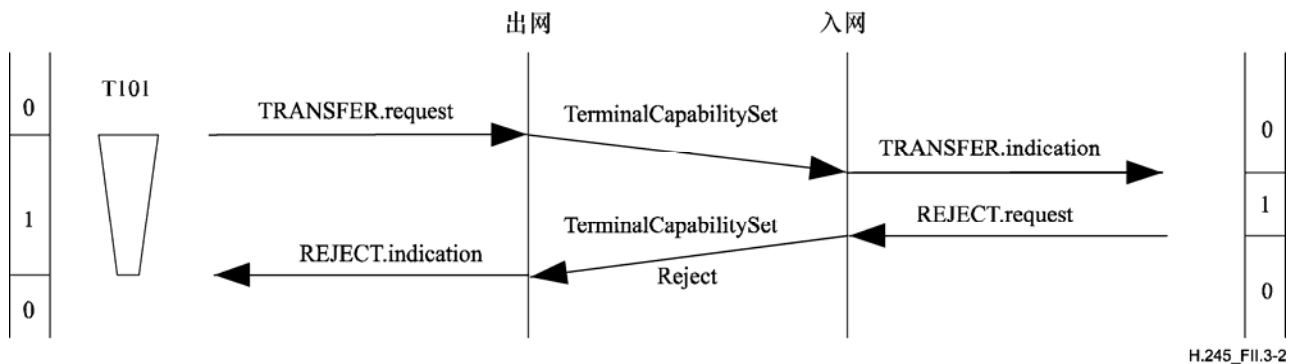 出网
入网
T101
0
TRANSFER.request
TerminalCapabilitySet
0
TRANSFER.indication
1
TerminalCapabilitySet
REJECT.request
1
REJECT.indication
Reject
0
0
H.245_FII.3-2